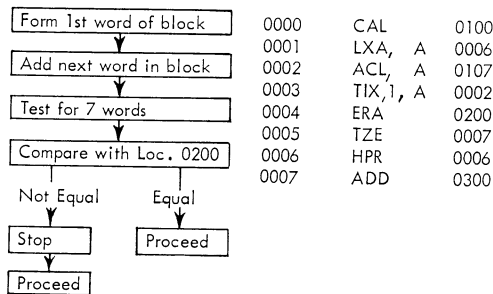 Form 1st word of block
Add next word in block
Test for 7 words
Compare with Loc. 0200
Not Equal
Equal
Stop
Proceed
Proceed
0000 CAL 0100
0001 LXA, A 0006
0002 ACL, A 0107
0003 TIX,1, A 0002
0004 ERA 0200
0005 TZE 0007
0006 HPR 0006
0007 ADD 0300